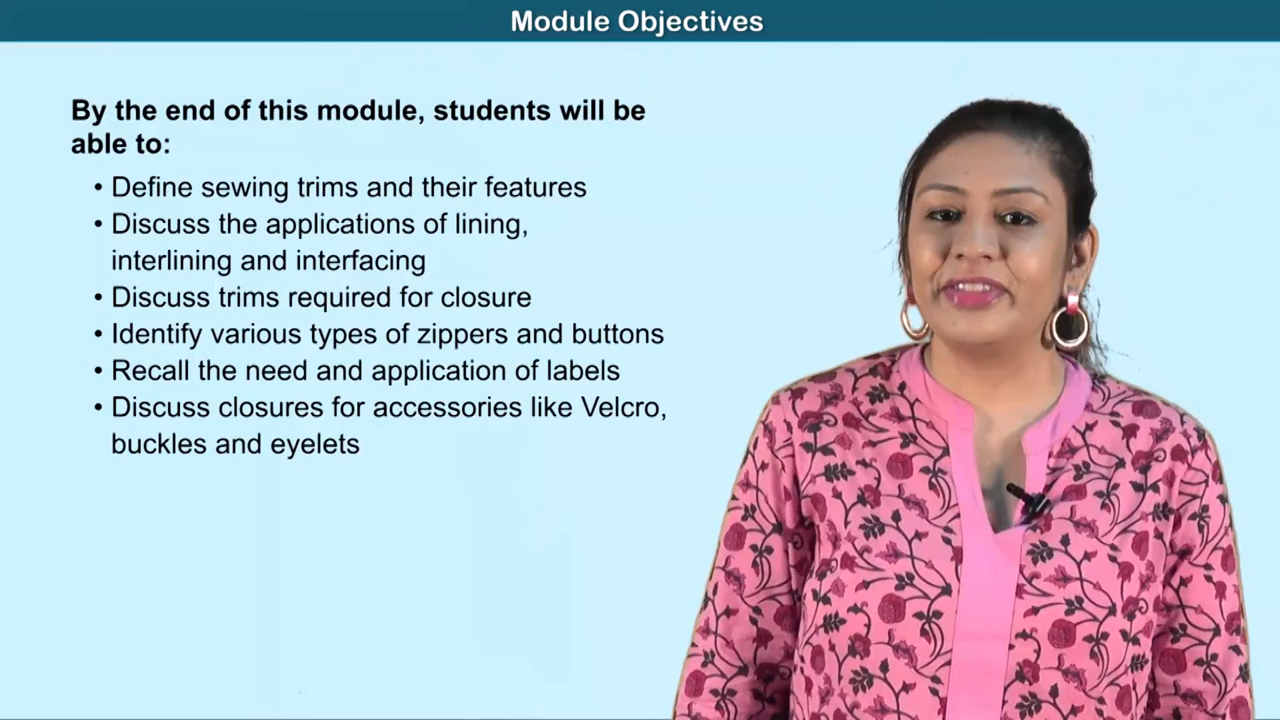 Module Objectives
By the end of this module, students will be
able to:
• Define sewing trims and their features
• Discuss the applications of lining,
interlining and interfacing
• Discuss trims required for closure
• Identify various types of zippers and buttons
• Recall the need and application of labels
• Discuss closures for accessories like Velcro,
buckles and eyelets